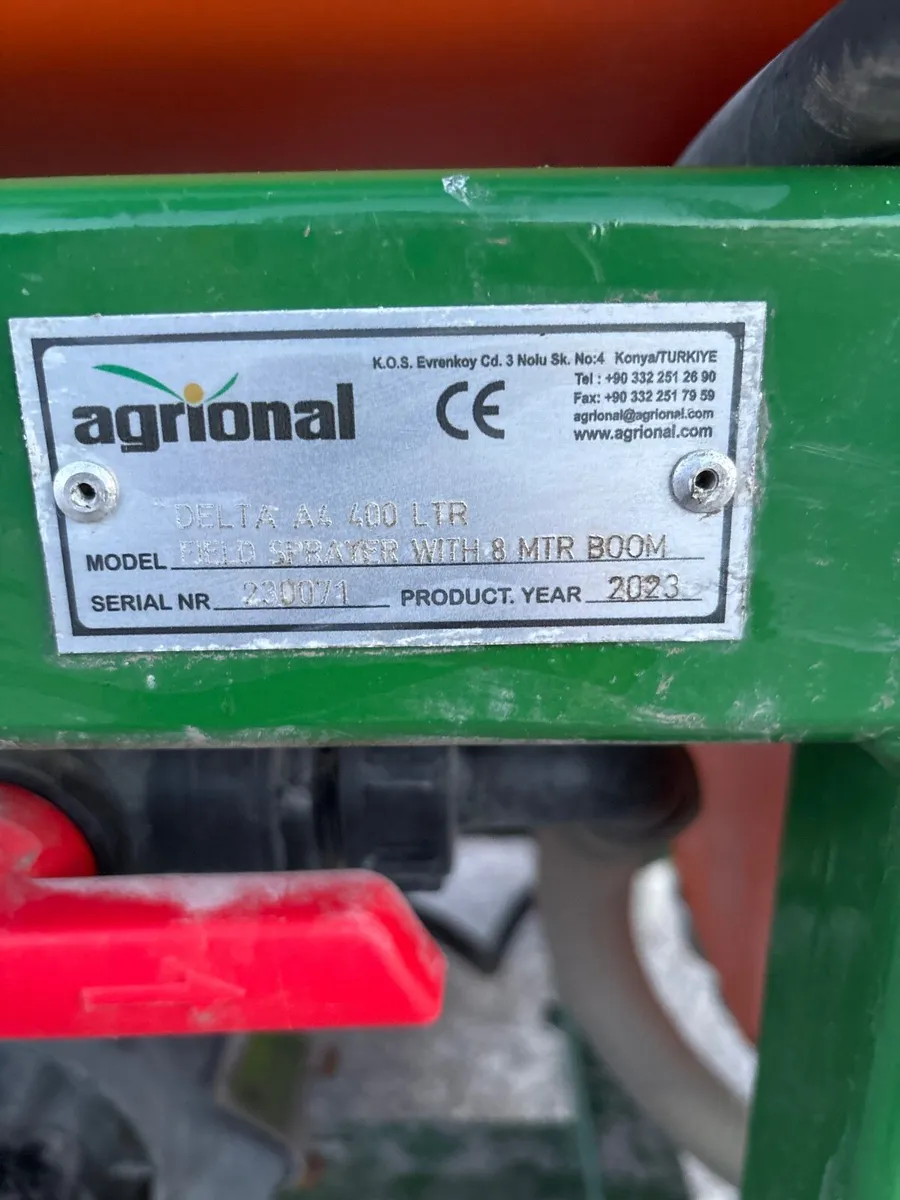 agrional
CE
K.O.S. Evrenkoy Cd. 3 Nolu Sk. No:4 Konya/TURKIYE
Tel : +90 332 251 26 90
Fax: +90 332 251 79 59
agrional@agrional.com
www.agrional.com
DELTA A4 400 LTR
MODEL FIELD SPRAYER WITH 8 MTR BOOM
SERIAL NR 230071 PRODUCT. YEAR 2023